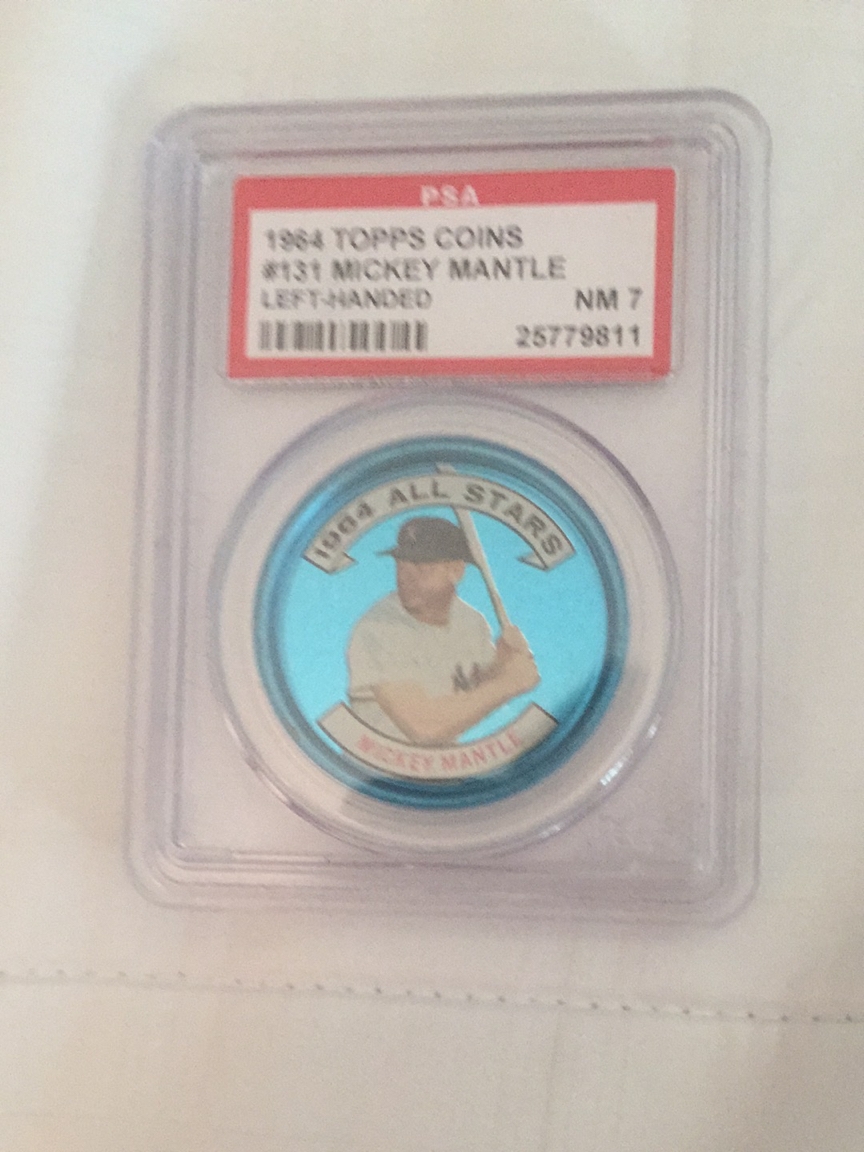 PSA
1964 TOPPS COINS
#131 MICKEY MANTLE
LEFT-HANDED NM 7
25779811
1964 ALL STARS
MICKEY MANTLE